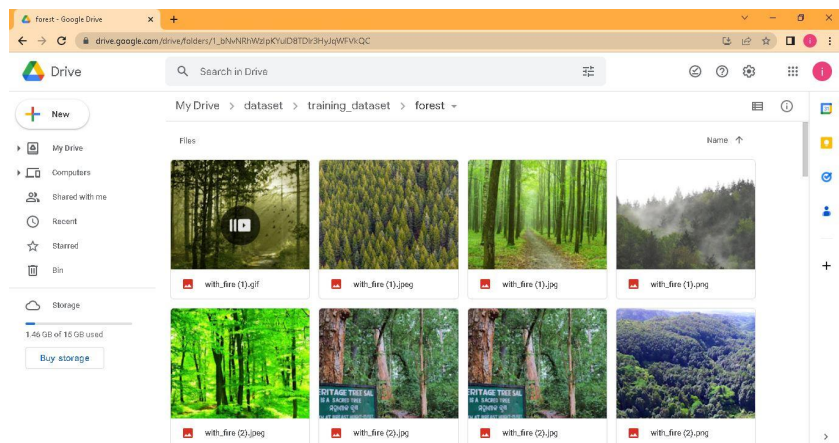 forest - Google Drive
drive.google.com/drive/folders/1_bNvNRhWzIpKYulD8TDlr3HyJqWFVkQC
Drive
Search in Drive
New
My Drive > dataset > training_dataset > forest
Files
Name
My Drive
Computers
Shared with me
Recent
Starred
Bin
Storage
1.46 GB of 15 GB used
Buy storage
with_fire (1).gif
with_fire (1).jpeg
with_fire (1).jpg
with_fire (1).png
ERITAGE TREE SAL
IS A SACRED TREE
ERITAGE TREE SAL
IS A SACRED TREE
with_fire (2).jpeg
with_fire (2).jpg
with_fire (2).jpg
with_fire (2).png